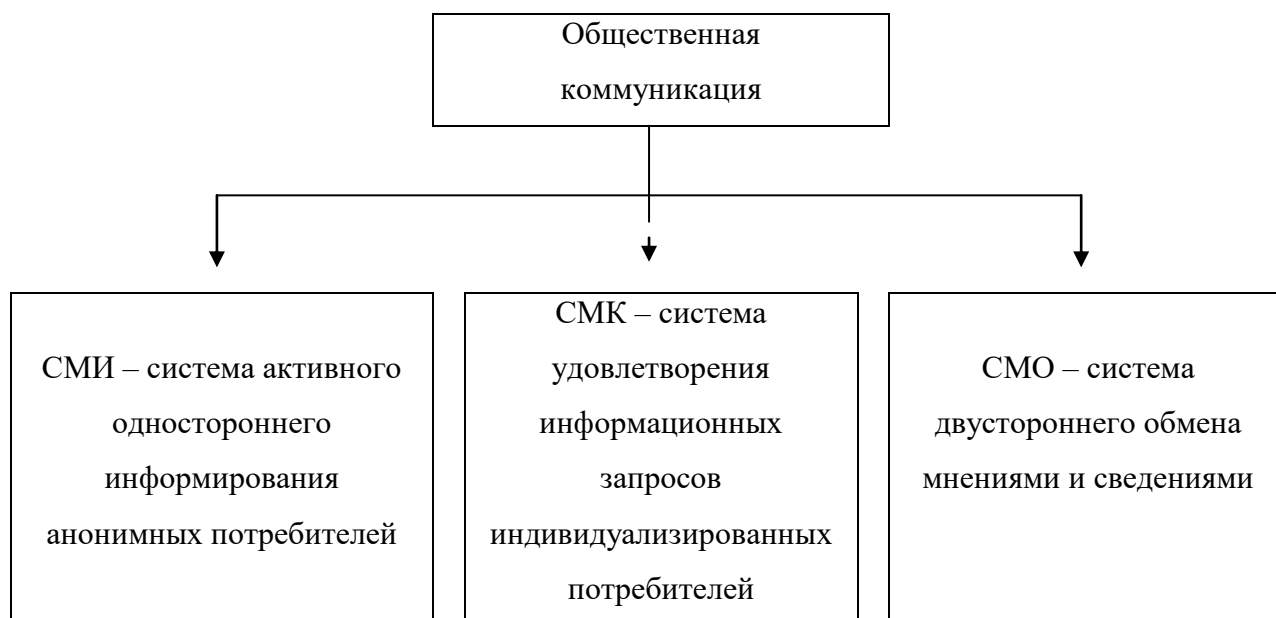 Общественная
коммуникация
СМИ – система активного
одностороннего
информирования
анонимных потребителей
СМК – система
удовлетворения
информационных
запросов
индивидуализированных
потребителей
СМО – система
двустороннего обмена
мнениями и сведениями